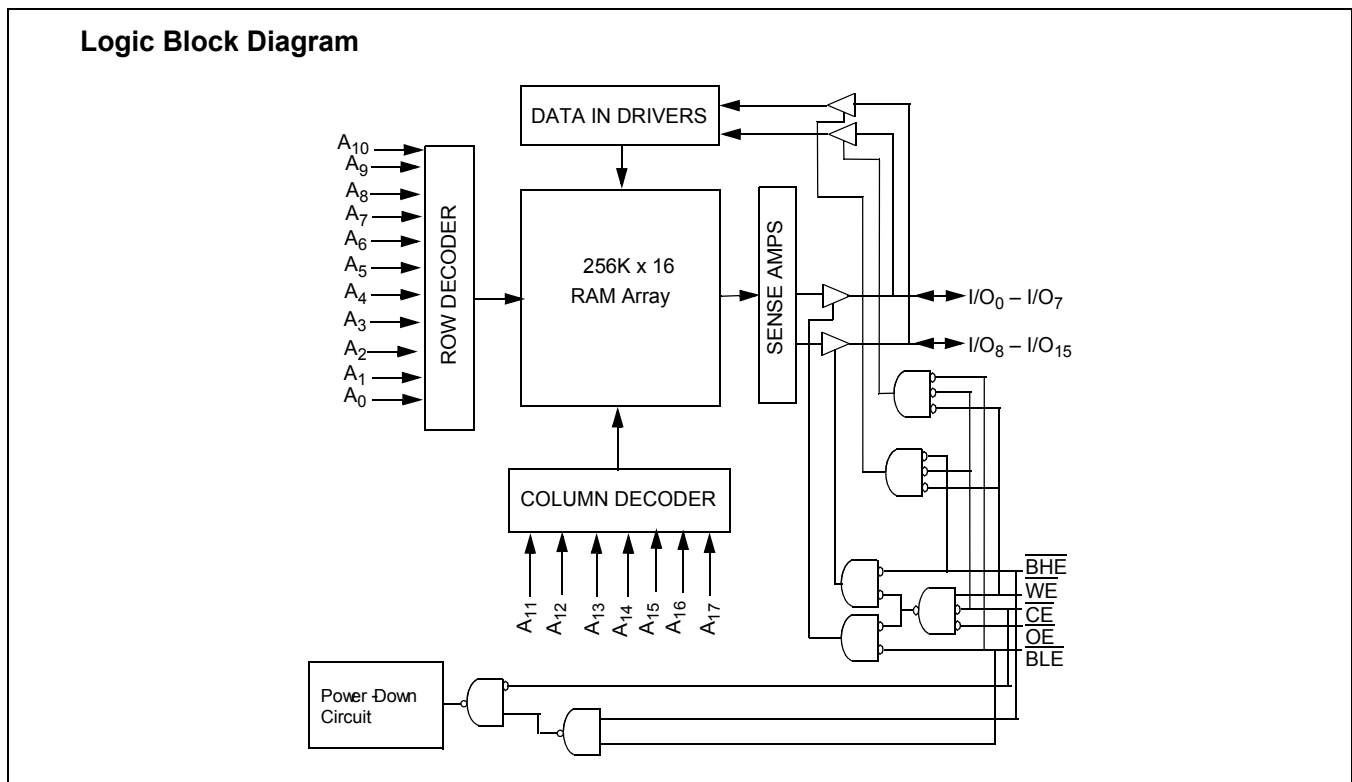 Logic Block Diagram
DATA IN DRIVERS
A10
A9
A8
A7
A6
A5
A4
A3
A2
A1
A0
ROW DECODER
256K x 16
RAM Array
SENSE AMPS
I/O0 – I/O7
I/O8 – I/O15
COLUMN DECODER
A11
A12
A13
A14
A15
A16
A17
BHE
WE
CE
OE
BLE
Power -Down
Circuit